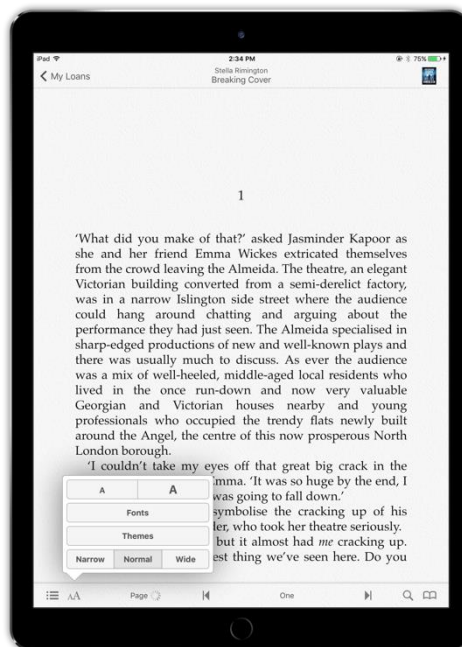 iPad
2:34 PM
75%
My Loans
Stella Rimington
Breaking Cover
1
‘What did you make of that?’ asked Jasminder Kapoor as
she and her friend Emma Wickes extricated themselves
from the crowd leaving the Almeida. The theatre, an elegant
Victorian building converted from a semi-derelict factory,
was in a narrow Islington side street where the audience
could hang around chatting and arguing about the
performance they had just seen. The Almeida specialised in
sharp-edged productions of new and well-known plays and
there was usually much to discuss. As ever the audience
was a mix of well-heeled, middle-aged local residents who
lived in the once run-down and now very valuable
Georgian and Victorian houses nearby and young
professionals who occupied the trendy flats newly built
around the Angel, the centre of this now prosperous North
London borough.
‘I couldn’t take my eyes off that great big crack in the
Emma. ‘It was so huge by the end, I
was going to fall down.’
symbolise the cracking up of his
who took her theatre seriously.
but it almost had me cracking up.
thing we’ve seen here. Do you
A A
Fonts
Themes
Narrow Normal Wide
AA Page One